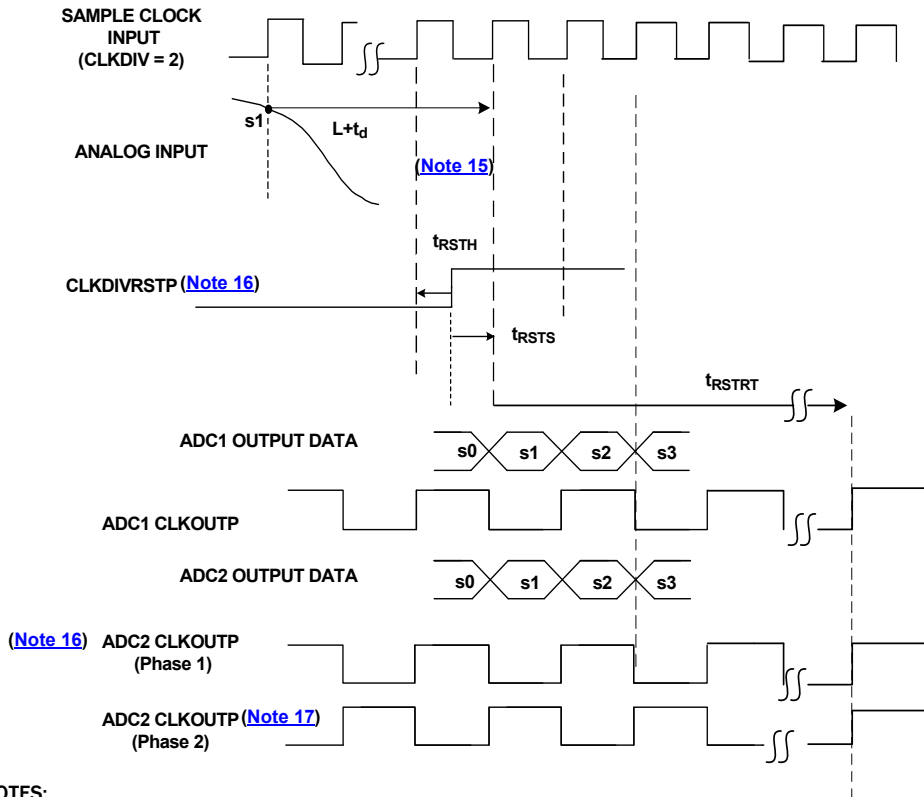 SAMPLE CLOCK
INPUT
(CLKDIV = 2)
s1
L+td
ANALOG INPUT
(Note 15)
tRSTH
CLKDIVRSTP (Note 16)
tRSTS
tRSTRT
ADC1 OUTPUT DATA
s0 s1 s2 s3
ADC1 CLKOUTP
ADC2 OUTPUT DATA
s0 s1 s2 s3
(Note 16) ADC2 CLKOUTP
(Phase 1)
ADC2 CLKOUTP (Note 17)
(Phase 2)